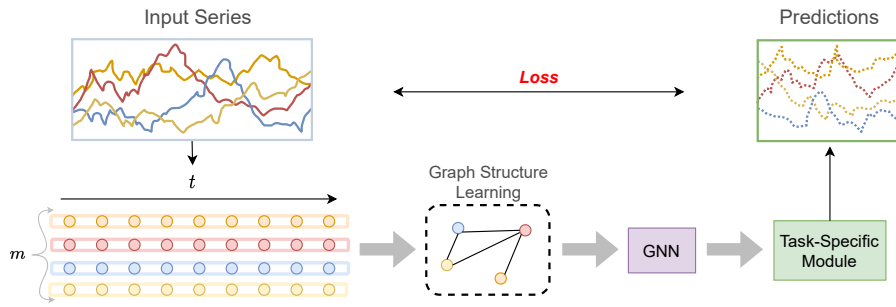 Input Series
Predictions
Loss
t
Graph Structure
Learning
m
GNN
Task-Specific
Module